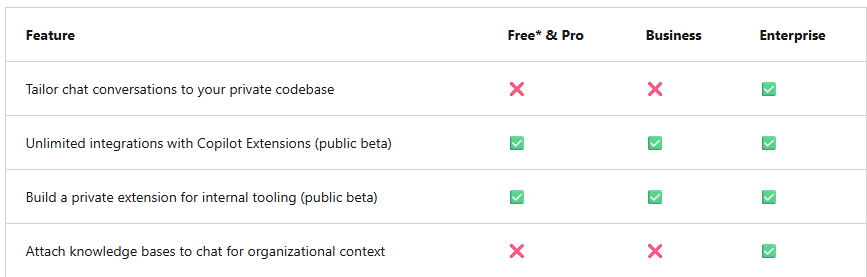 Feature Free* & Pro Business Enterprise
Tailor chat conversations to your private codebase ❌ ❌ ✅
Unlimited integrations with Copilot Extensions (public beta) ✅ ✅ ✅
Build a private extension for internal tooling (public beta) ✅ ✅ ✅
Attach knowledge bases to chat for organizational context ❌ ❌ ✅